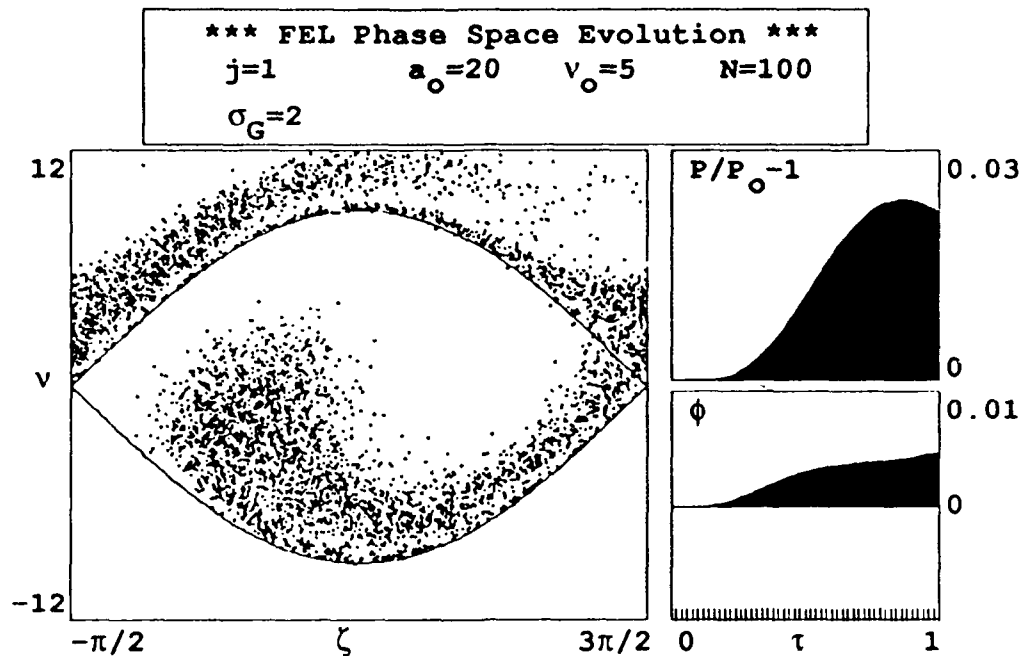 *** FEL Phase Space Evolution ***
j=1 a₀=20 ν₀=5 N=100
σ_G=2
12
ν
-12
-π/2 ζ 3π/2
P/P₀-1
0.03
0
ϕ
0.01
0
0 τ 1